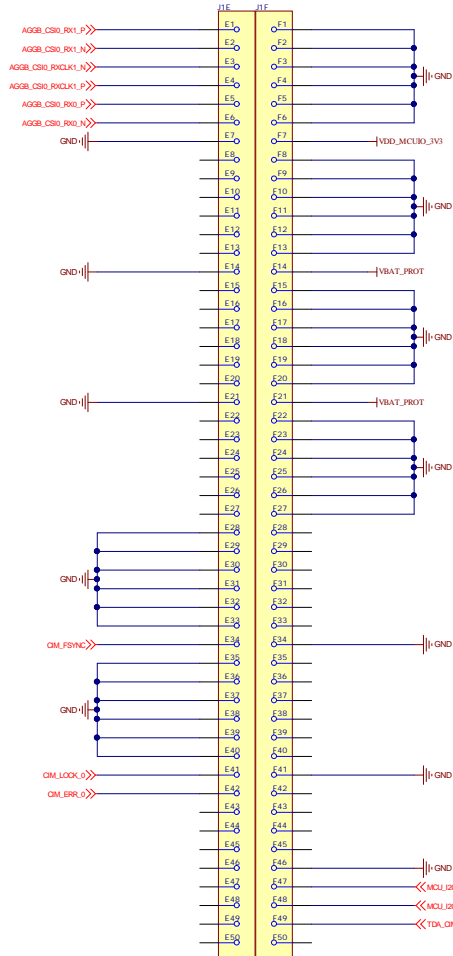 J1E J1F
AGGB_CSI0_RX1_P E1 F1
AGGB_CSI0_RX1_N E2 F2
AGGB_CSI0_RXCLK1_N E3 F3
GND
AGGB_CSI0_RXCLK1_P E4 F4
AGGB_CSI0_RX0_P E5 F5
AGGB_CSI0_RX0_N E6 F6
GND E7 F7 VDD_MCUIO_3V3
E8 F8
E9 F9
E10 F10
GND
E11 F11
E12 F12
E13 F13
GND E14 F14 VBAT_PROT
E15 F15
E16 F16
E17 F17
GND
E18 F18
E19 F19
E20 F20
GND E21 F21 VBAT_PROT
E22 F22
E23 F23
E24 F24
GND
E25 F25
E26 F26
E27 F27
E28 F28
E29 F29
E30 F30
GND
E31 F31
E32 F32
E33 F33
CIM_FSYNC E34 F34 GND
E35 F35
E36 F36
E37 F37
GND
E38 F38
E39 F39
E40 F40
CIM_LOCK_0 E41 F41 GND
CIM_ERR_0 E42 F42
E43 F43
E44 F44
E45 F45
E46 F46 GND
E47 F47 MCU_I2
E48 F48 MCU_I2
E49 F49 TDA_CIM
E50 F50